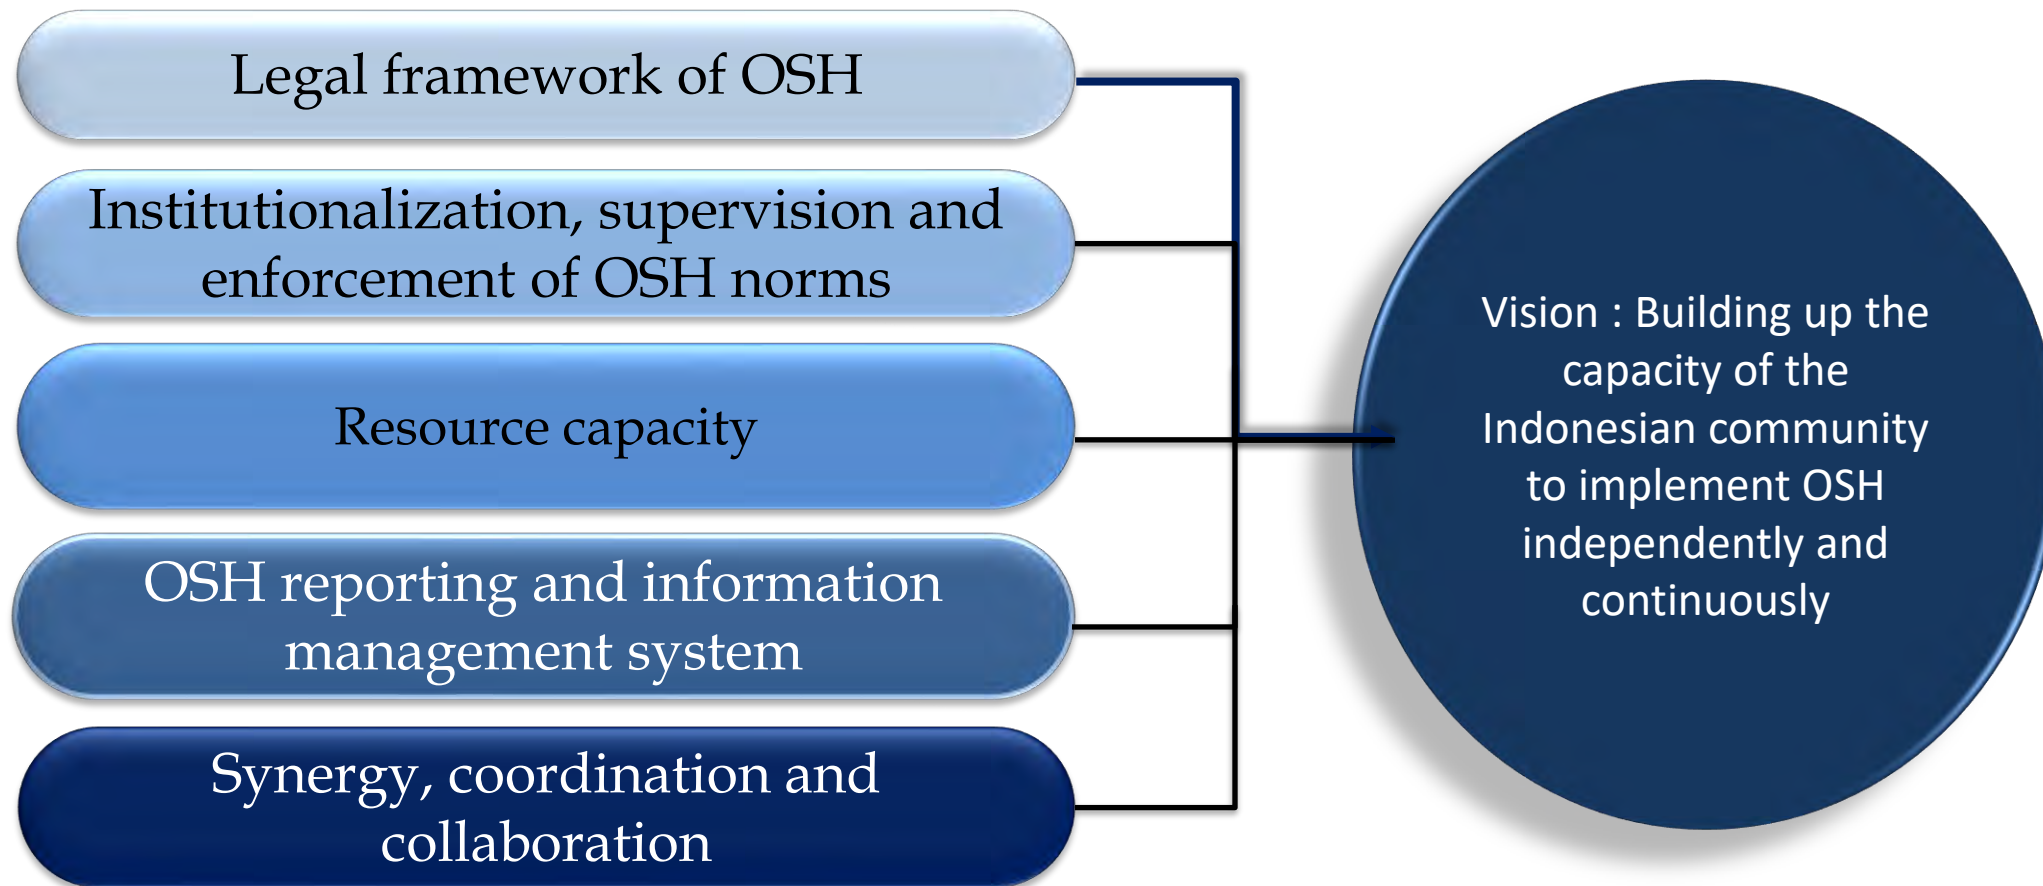 Legal framework of OSH
Institutionalization, supervision and
enforcement of OSH norms
Resource capacity
OSH reporting and information
management system
Synergy, coordination and
collaboration
Vision : Building up the
capacity of the
Indonesian community
to implement OSH
independently and
continuously